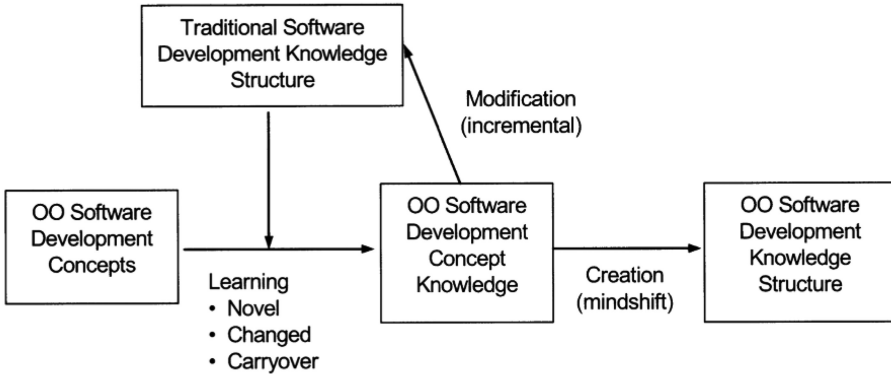 Traditional Software
Development Knowledge
Structure
Modification
(incremental)
OO Software
Development
Concepts
OO Software
Development
Concept
Knowledge
OO Software
Development
Knowledge
Structure
Learning
• Novel
• Changed
• Carryover
Creation
(mindshift)